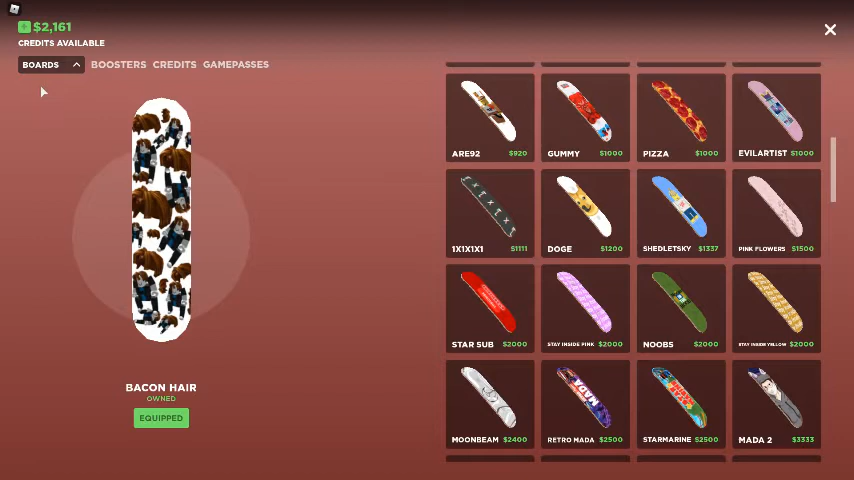 $2,161
CREDITS AVAILABLE
BOARDS BOOSTERS CREDITS GAMEPASSES
BACON HAIR
OWNED
EQUIPPED
ARE92 $920
GUMMY $1000
PIZZA $1000
EVILARTIST $1000
1X1X1X1 $1111
DOGE $1200
SHEDLETSKY $1337
PINK FLOWERS $1500
STAR SUB $2000
STAY INSIDE PINK $2000
NOOBS $2000
STAY INSIDE YELLOW $2000
MOONBEAM $2400
RETRO MADA $2500
STARMARINE $2500
MADA 2 $3333